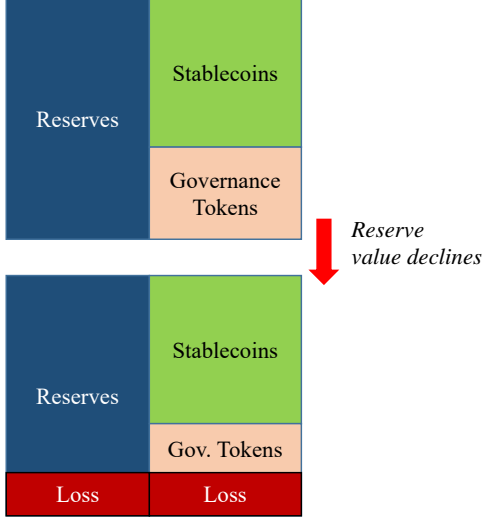 Reserves
Stablecoins
Governance
Tokens
Reserve
value declines
Reserves
Stablecoins
Gov. Tokens
Loss
Loss